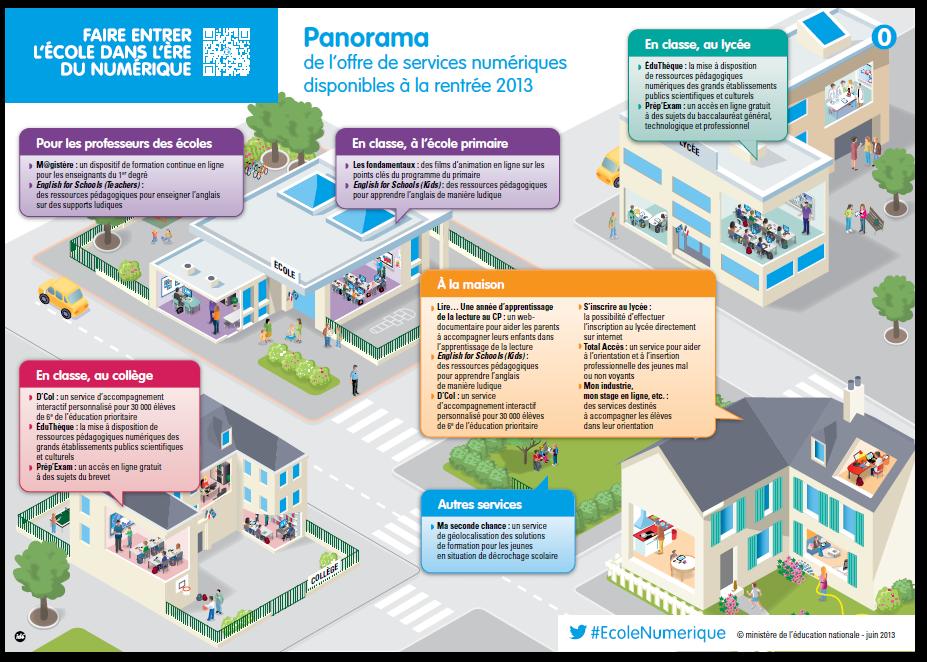 FAIRE ENTRER
L'ÉCOLE DANS L'ÈRE
DU NUMÉRIQUE
Panorama
de l'offre de services numériques
disponibles à la rentrée 2013
0
En classe, au lycée
ÉduThèque : la mise à disposition
de ressources pédagogiques
numériques des grands établissements
publics scientifiques et culturels
Prép'Exam : un accès en ligne gratuit
à des sujets du baccalauréat général,
technologique et professionnel
LYCÉE
Pour les professeurs des écoles
M@gistère : un dispositif de formation continue en ligne
pour les enseignants du 1er degré
English for Schools (Teachers) :
des ressources pédagogiques pour enseigner l'anglais
sur des supports ludiques
En classe, à l'école primaire
Les fondamentaux : des films d'animation en ligne sur les
points clés du programme du primaire
English for Schools (Kids) : des ressources pédagogiques
pour apprendre l'anglais de manière ludique
ECOLE
À la maison
Lire... Une année d'apprentissage
de la lecture au CP : un web-
documentaire pour aider les parents
à accompagner leurs enfants dans
l'apprentissage de la lecture
English for Schools (Kids) :
des ressources pédagogiques
pour apprendre l'anglais
de manière ludique
D'Col : un service
d'accompagnement interactif
personnalisé pour 30 000 élèves
de 6e de l'éducation prioritaire
S'inscrire au lycée :
la possibilité d'effectuer
l'inscription au lycée directement
sur internet
Total Accès : un service pour aider
à l'orientation et à l'insertion
professionnelle des jeunes mal
ou non voyants
Mon industrie,
mon stage en ligne, etc. :
des services destinés
à accompagner les élèves
dans leur orientation
En classe, au collège
D'Col : un service d'accompagnement
interactif personnalisé pour 30 000 élèves
de 6e de l'éducation prioritaire
ÉduThèque : la mise à disposition de
ressources pédagogiques numériques des
grands établissements publics scientifiques
et culturels
Prép'Exam : un accès en ligne gratuit
à des sujets du brevet
COLLÈGE
Autres services
Ma seconde chance : un service
de géolocalisation des solutions
de formation pour les jeunes
en situation de décrochage scolaire
idé
#EcoleNumerique
© ministère de l'éducation nationale - juin 2013